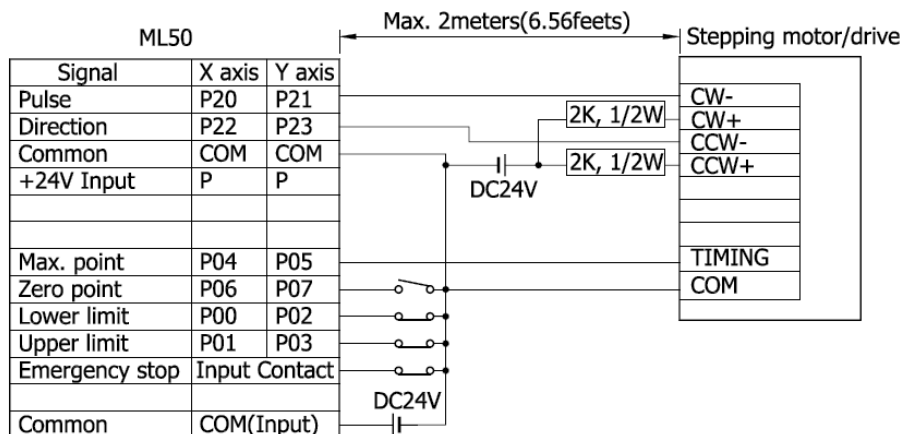 Max. 2meters(6.56feets)
ML50
Stepping motor/drive
Signal X axis Y axis
Pulse P20 P21
CW-
2K, 1/2W
CW+
Direction P22 P23
CCW-
Common COM COM
2K, 1/2W
CCW+
+24V Input P P
DC24V
Max. point P04 P05
TIMING
Zero point P06 P07
COM
Lower limit P00 P02
Upper limit P01 P03
Emergency stop Input Contact
DC24V
Common COM(Input)